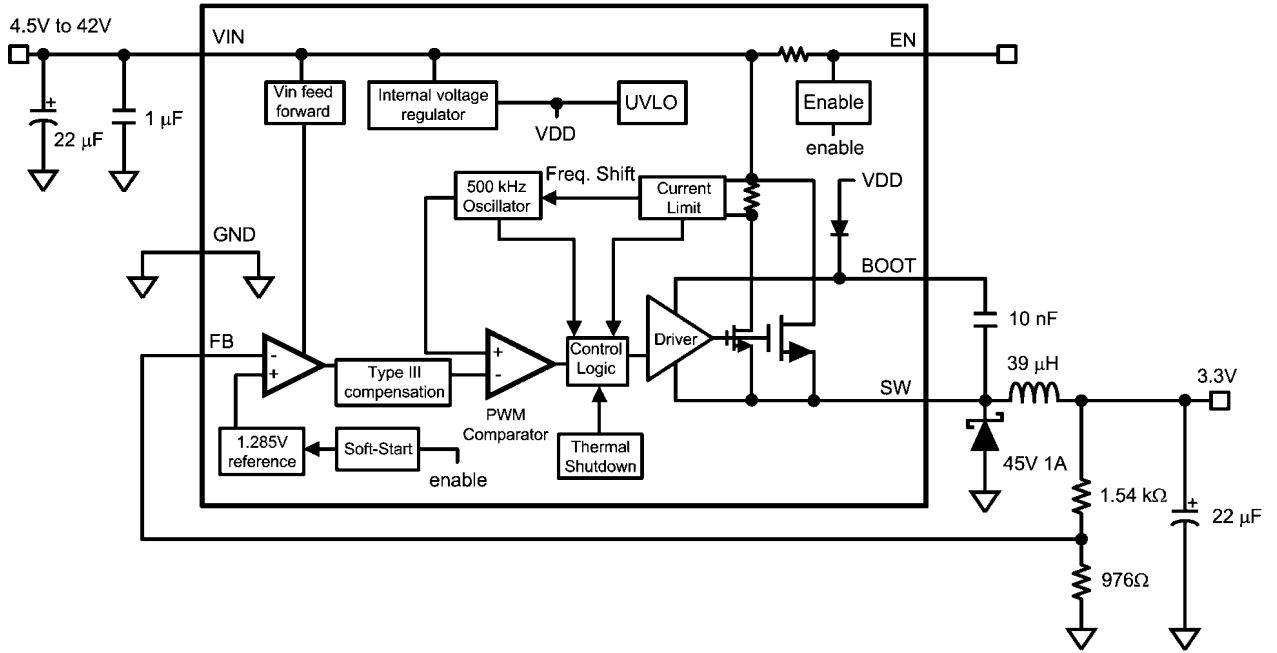 4.5V to 42V
VIN
EN
Vin feed
forward
Internal voltage
regulator
UVLO
Enable
VDD
enable
+
22 μF
1 μF
500 kHz
Oscillator
Freq. Shift
Current
Limit
VDD
GND
BOOT
FB
-
+
Type III
compensation
+
-
PWM
Comparator
Control
Logic
Driver
10 nF
SW
39 μH
3.3V
1.285V
reference
Soft-Start
enable
Thermal
Shutdown
45V 1A
1.54 kΩ
+
22 μF
976Ω